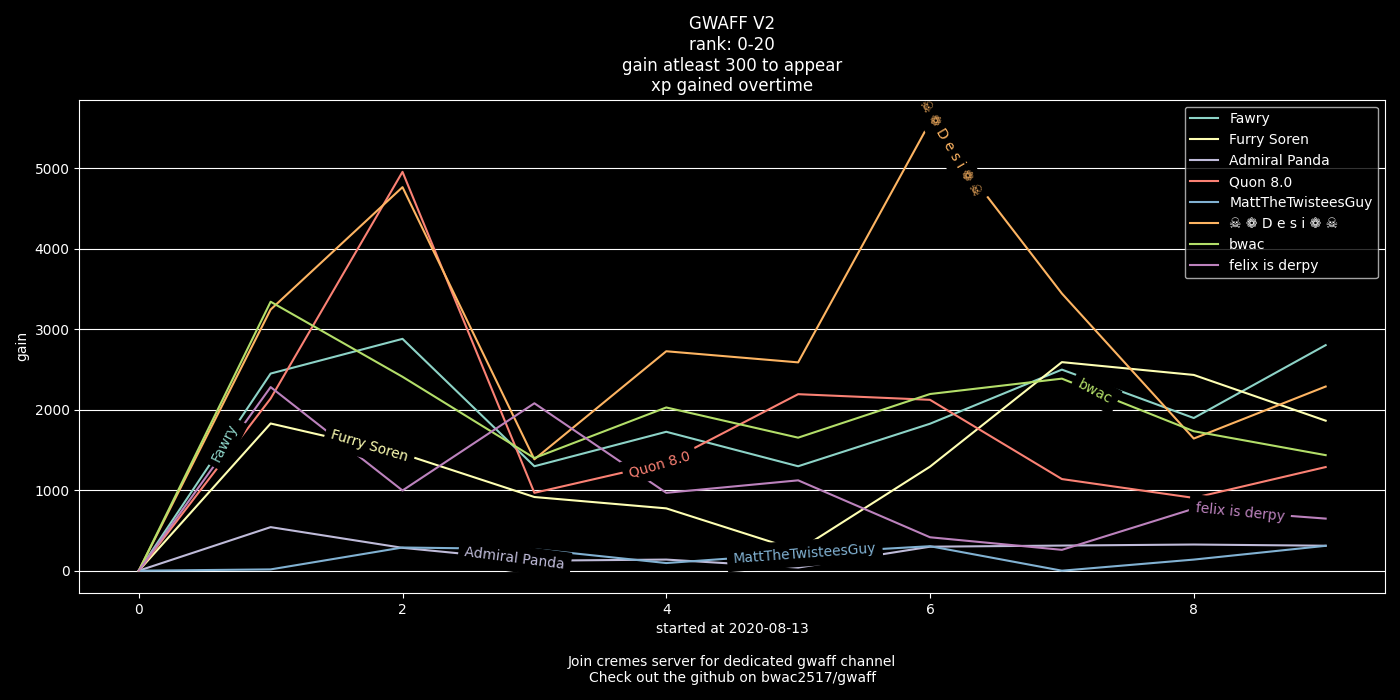 GWAFF V2
rank: 0-20
gain atleast 300 to appear
xp gained overtime
☠ ❁ D e s i ❁ ☠
Fawry
Furry Soren
Admiral Panda
Quon 8.0
MattTheTwisteesGuy
☠ ❁ D e s i ❁ ☠
bwac
felix is derpy
5000
4000
3000
2000
1000
0
gain
Fawry
Furry Soren
Quon 8.0
bwac
felix is derpy
Admiral Panda
MattTheTwisteesGuy
0
2
4
6
8
started at 2020-08-13
Join cremes server for dedicated gwaff channel
Check out the github on bwac2517/gwaff